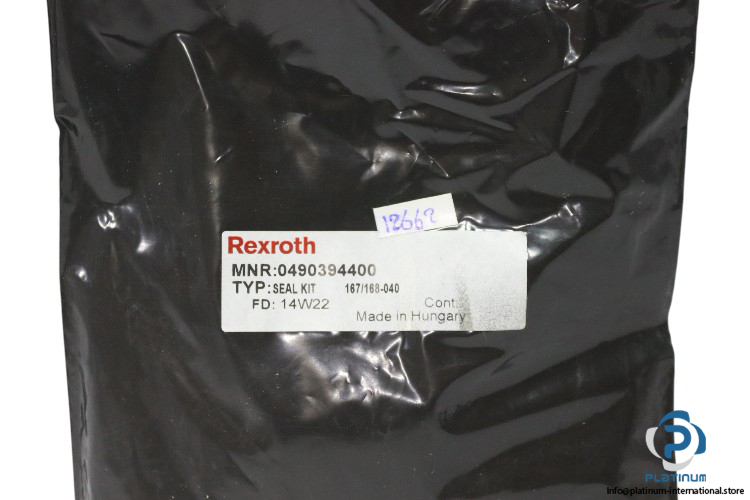 12662
Rexroth
MNR:0490394400
TYP:SEAL KIT 167/168-040
FD: 14W22 Cont.
Made in Hungary
PLATINUM
info@platinum-international.store